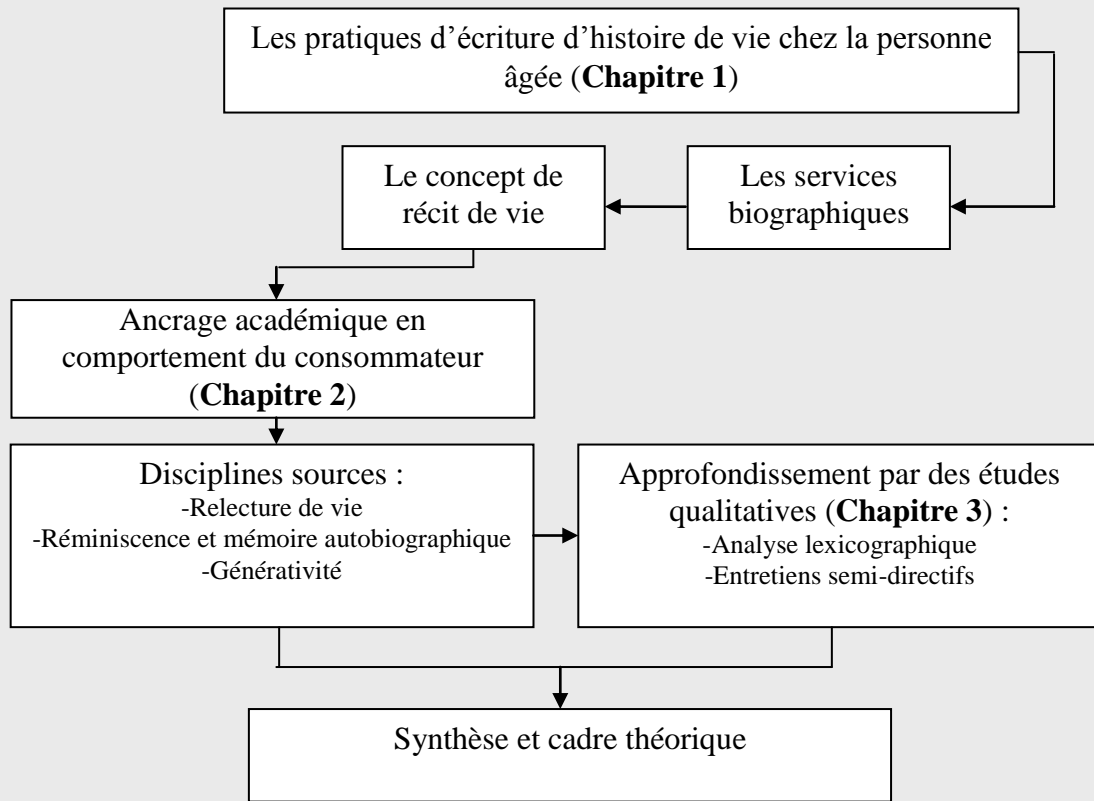 Les pratiques d’écriture d’histoire de vie chez la personne
âgée (Chapitre 1)
Le concept de
récit de vie
Les services
biographiques
Ancrage académique en
comportement du consommateur
(Chapitre 2)
Disciplines sources :
-Relecture de vie
-Réminiscence et mémoire autobiographique
-Générativité
Approfondissement par des études
qualitatives (Chapitre 3) :
-Analyse lexicographique
-Entretiens semi-directifs
Synthèse et cadre théorique